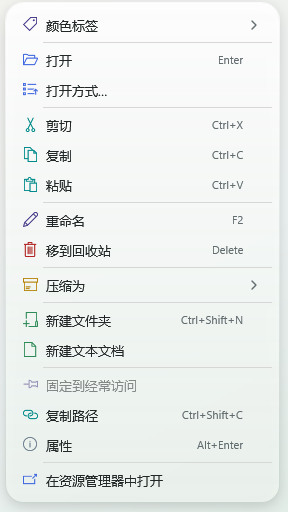 颜色标签
打开 Enter
打开方式...
剪切 Ctrl+X
复制 Ctrl+C
粘贴 Ctrl+V
重命名 F2
移到回收站 Delete
压缩为
新建文件夹 Ctrl+Shift+N
新建文本文档
固定到经常访问
复制路径 Ctrl+Shift+C
属性 Alt+Enter
在资源管理器中打开